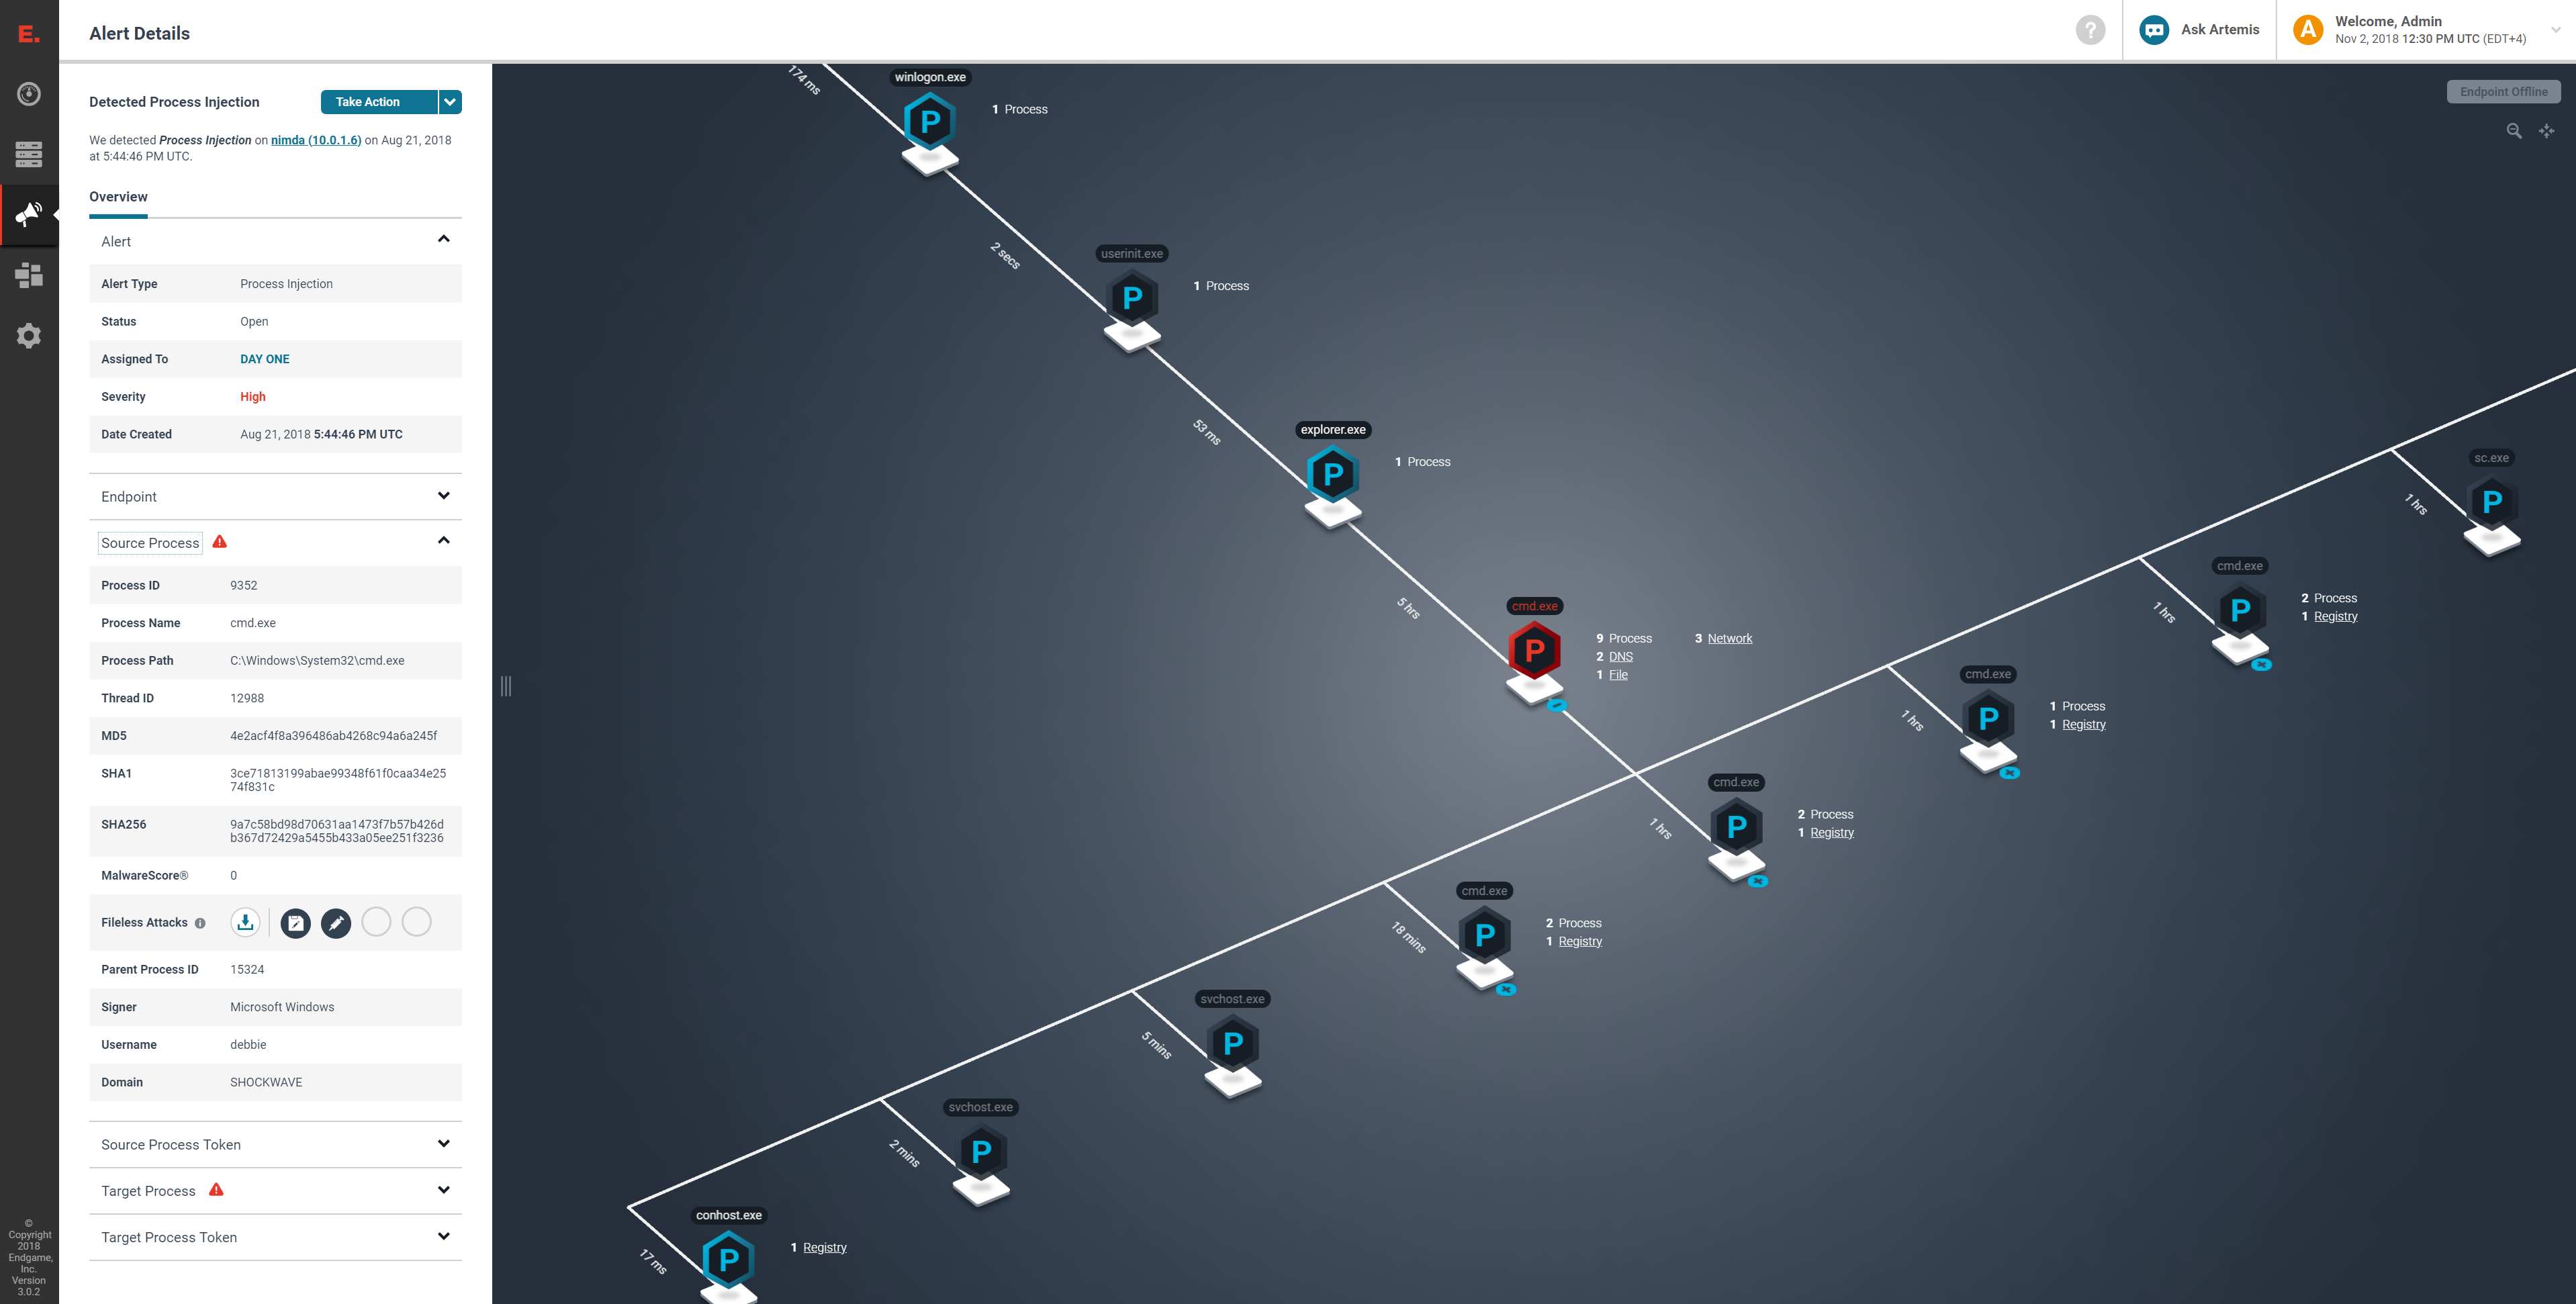 E.
Alert Details
?
Ask Artemis
A
Welcome, Admin
Nov 2, 2018 12:30 PM UTC (EDT+4)
Detected Process Injection
Take Action
We detected Process Injection on nimda (10.0.1.6) on Aug 21, 2018
at 5:44:46 PM UTC.
Overview
Alert
Alert Type Process Injection
Status Open
Assigned To DAY ONE
Severity High
Date Created Aug 21, 2018 5:44:46 PM UTC
Endpoint
Source Process
Process ID 9352
Process Name cmd.exe
Process Path C:\Windows\System32\cmd.exe
Thread ID 12988
MD5 4e2acf4f8a396486ab4268c94a6a245f
SHA1 3ce71813199abae99348f61f0caa34e25
74f831c
SHA256 9a7c58bd98d70631aa1473f7b57b426d
b367d72429a5455b433a05ee251f3236
MalwareScore® 0
Fileless Attacks
Parent Process ID 15324
Signer Microsoft Windows
Username debbie
Domain SHOCKWAVE
Source Process Token
Target Process
Target Process Token
©
Copyright
2018
Endgame,
Inc.
Version
3.0.2
Endpoint Offline
174 ms
winlogon.exe
P
1 Process
2 secs
userinit.exe
P
1 Process
53 ms
explorer.exe
P
1 Process
5 hrs
cmd.exe
P
9 Process 3 Network
2 DNS
1 File
sc.exe
P
1 hrs
cmd.exe
P
2 Process
1 Registry
1 hrs
cmd.exe
P
1 Process
1 Registry
1 hrs
cmd.exe
P
2 Process
1 Registry
1 hrs
cmd.exe
P
2 Process
1 Registry
18 mins
svchost.exe
P
5 mins
svchost.exe
P
2 mins
conhost.exe
P
1 Registry
17 ms